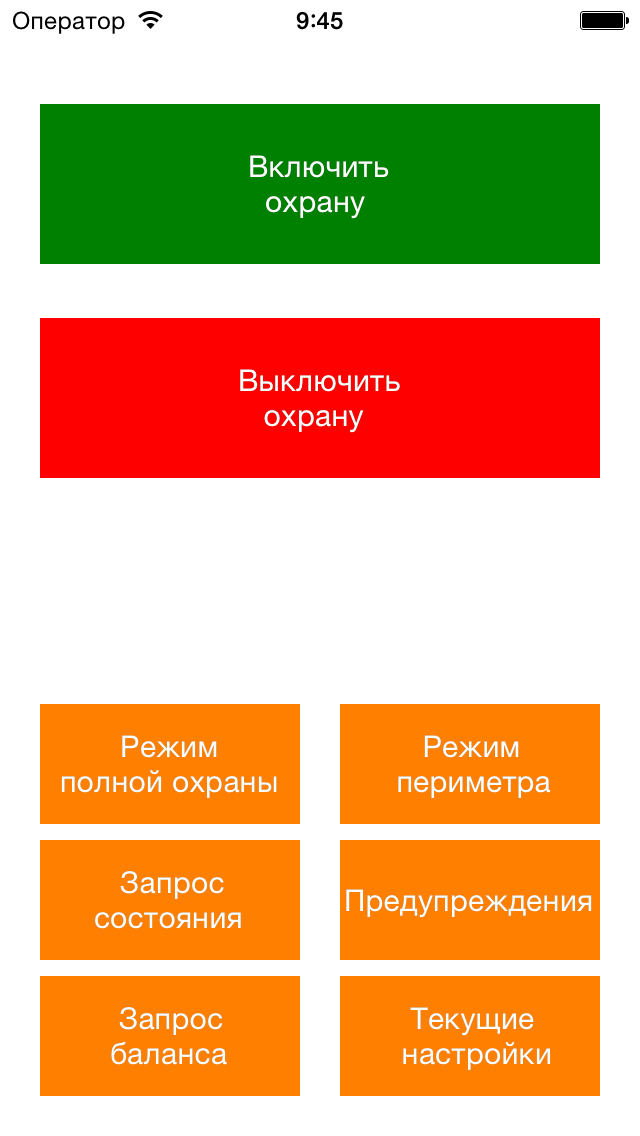 Оператор 9:45
Включить
охрану
Выключить
охрану
Режим
полной охраны
Режим
периметра
Запрос
состояния
Предупреждения
Запрос
баланса
Текущие
настройки